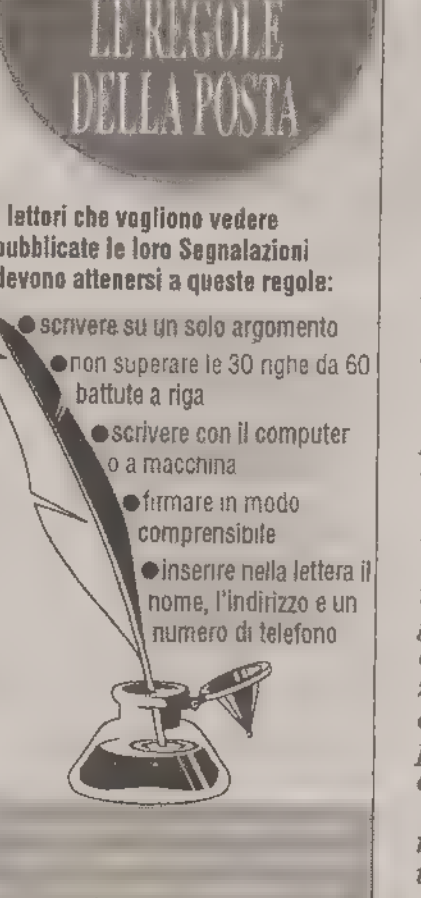 LE REGOLE
DELLA POSTA
lettori che vogliono vedere
pubblicate le loro Segnalazioni
devono attenersi a queste regole:
● scrivere su un solo argomento
● non superare le 30 righe da 60
battute a riga
● scrivere con il computer
o a macchina
● firmare in modo
comprensibile
● inserire nella lettera il
nome, l'indirizzo e un
numero di telefono